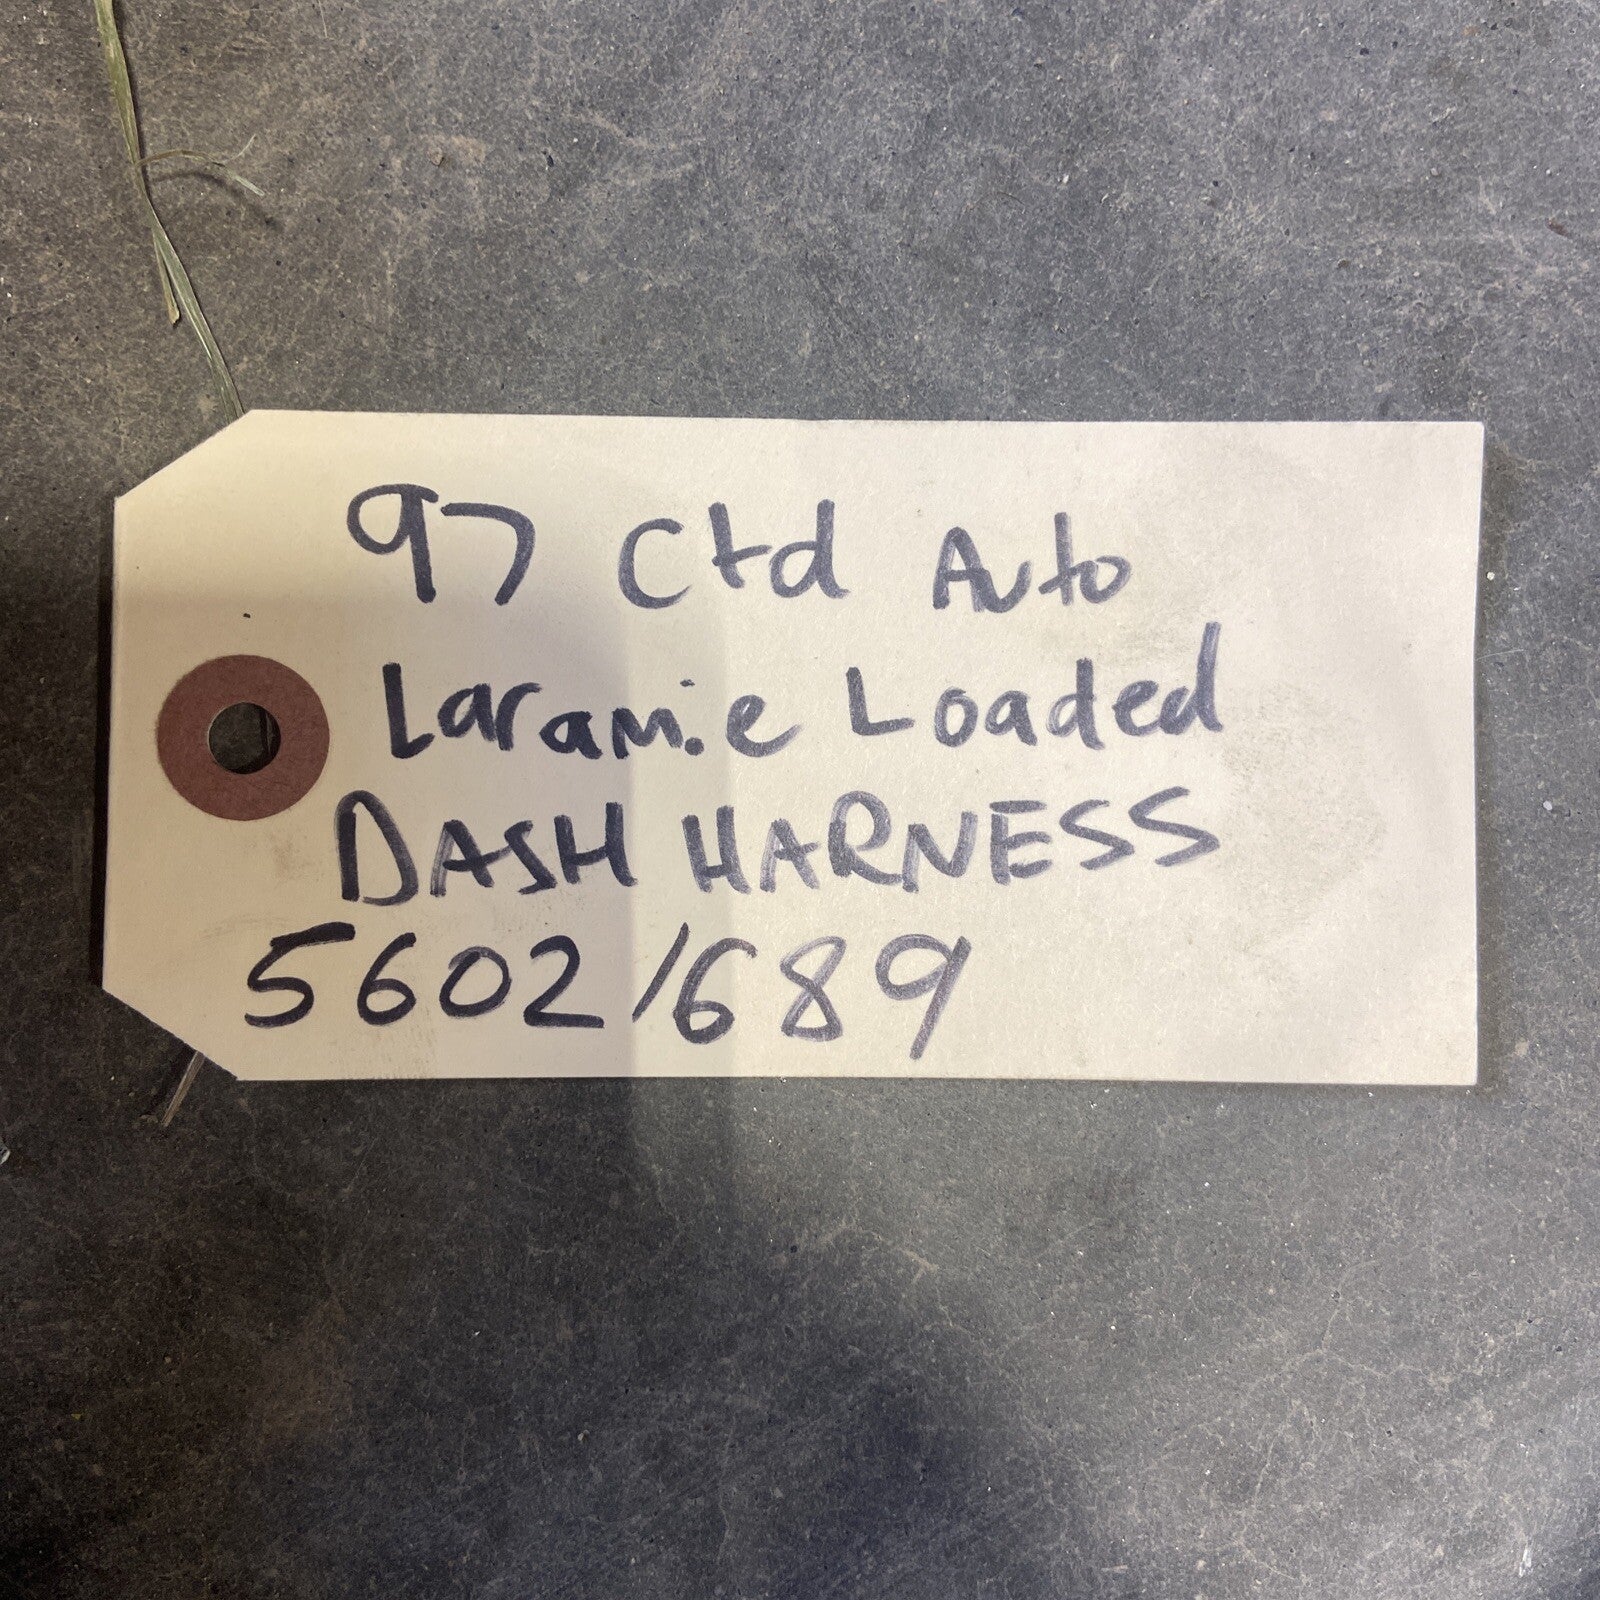 97 Ctd Auto
Laramie Loaded
DASH HARNESS
56021689